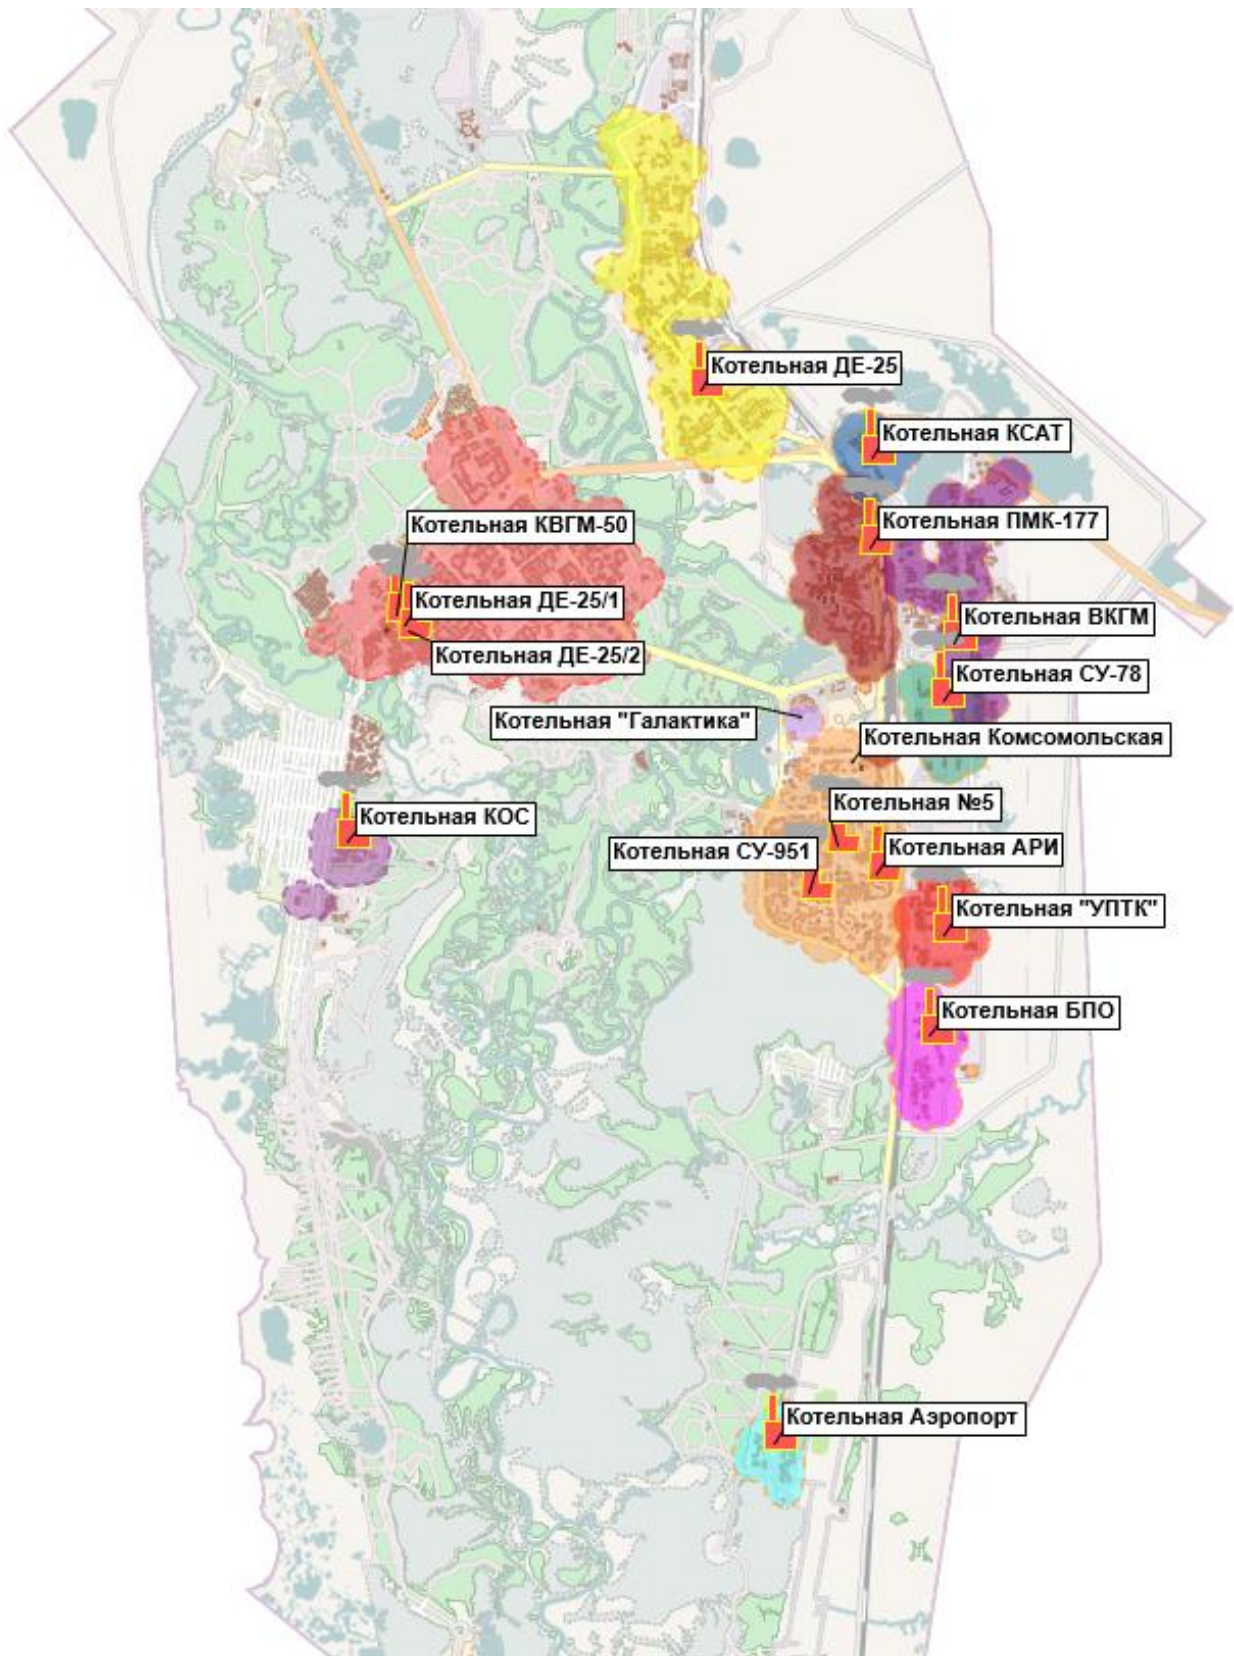 Котельная ДЕ-25
Котельная КСАТ
Котельная ПМК-177
Котельная КВГМ-50
Котельная ДЕ-25/1
Котельная ВКГМ
Котельная ДЕ-25/2
Котельная СУ-78
Котельная "Галактика"
Котельная Комсомольская
Котельная №5
Котельная КОС
Котельная АРИ
Котельная СУ-951
Котельная "УПТК"
Котельная БПО
Котельная Аэропорт